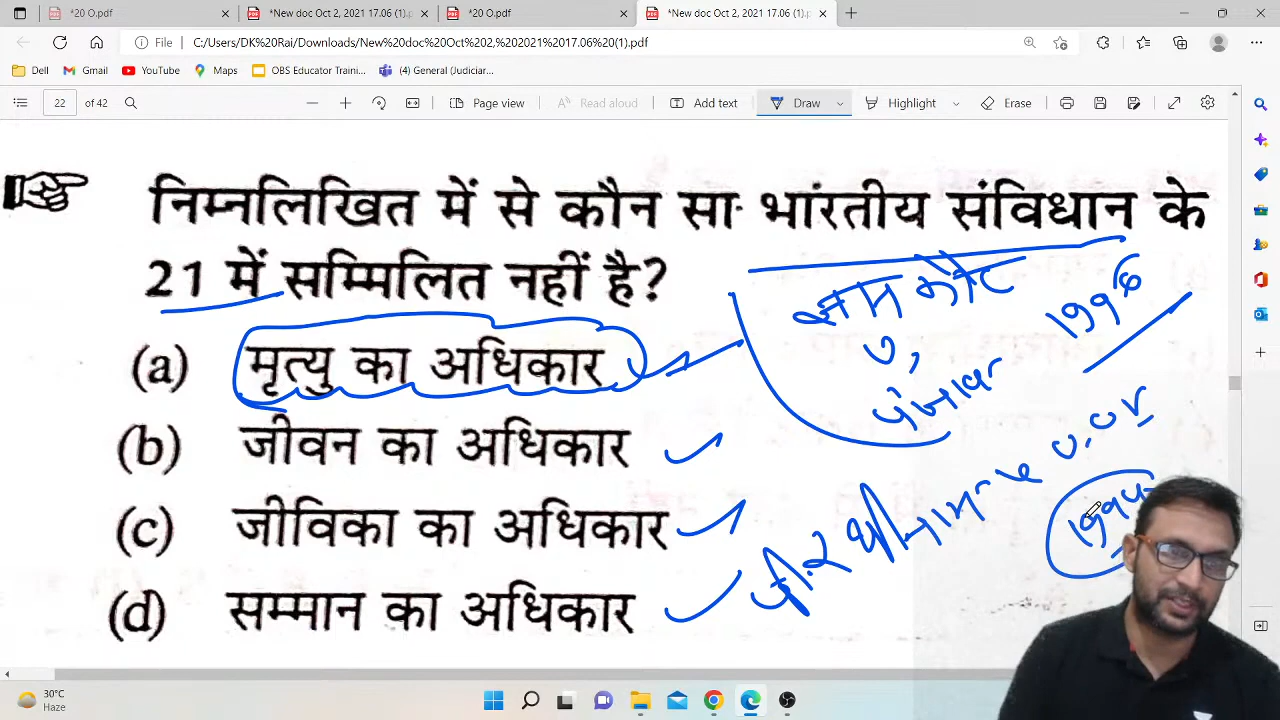 *20 O.pdf
*New doc Oct 2, 2021 17.06 (1).p
*20 O.pdf
*New doc Oct 2, 2021 17.06 (1).p
File C:/Users/DK%20Rai/Downloads/New%20doc%20Oct%202,%202021%2017.06%20(1).pdf
Dell Gmail YouTube Maps OBS Educator Traini... (4) General (Judiciar...
22 of 42 Page view Read aloud Add text Draw Highlight Erase
निम्नलिखित में से कौन सा भांरतीय संविधान के
21 में सम्मिलित नहीं है?
ज्ञान कौर
1996
पंजाब
(a) मृत्यु का अधिकार
(b) जीवन का अधिकार
(c) जीविका का अधिकार
(d) सम्मान का अधिकार
30°C
Haze